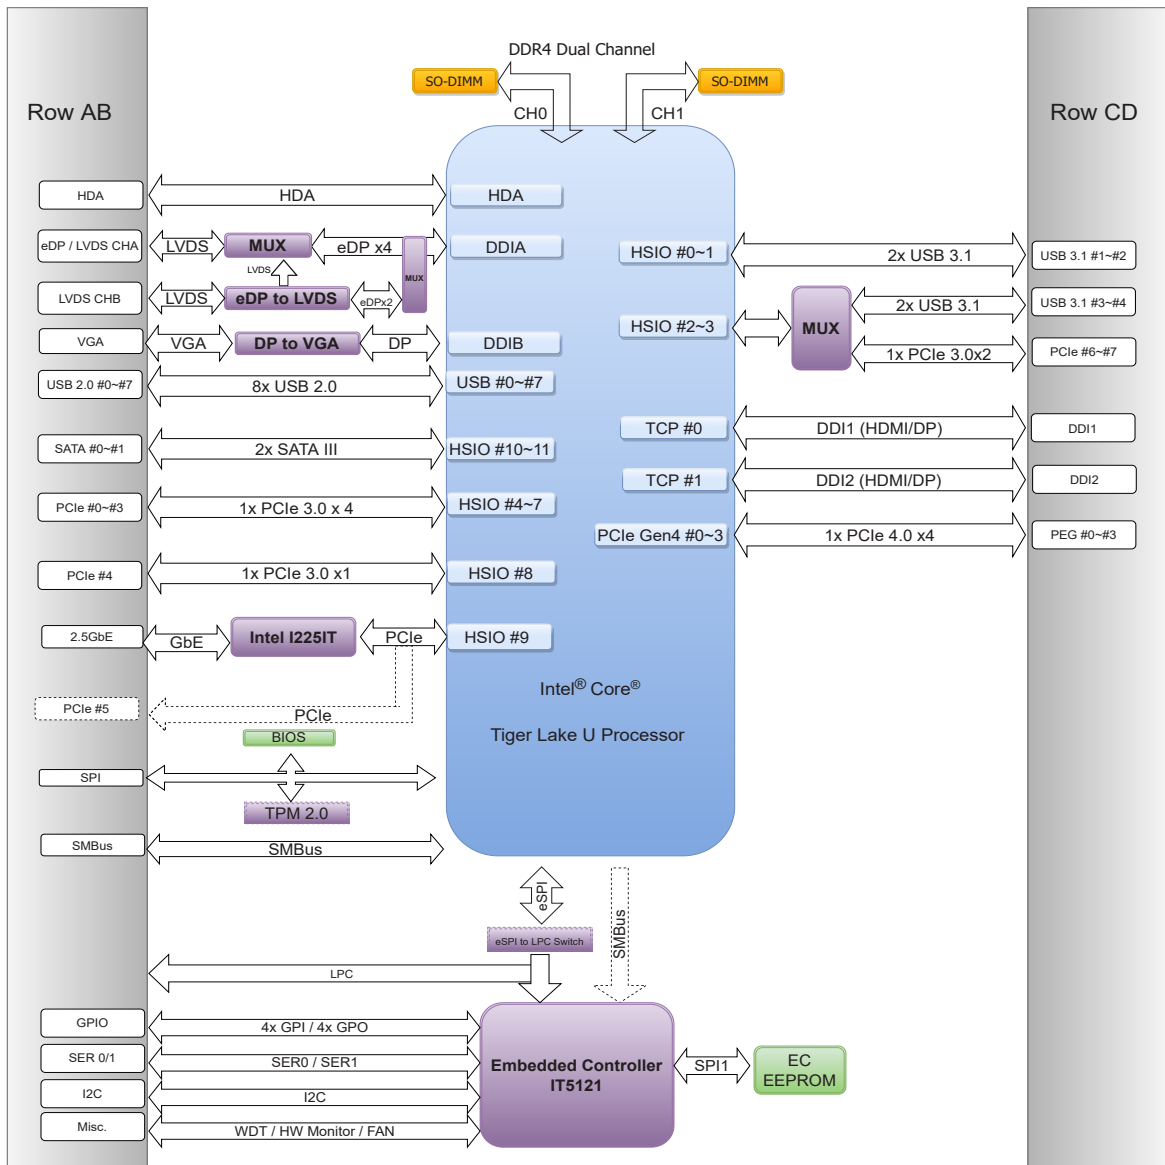 DDR4 Dual Channel
SO-DIMM
SO-DIMM
CH0
CH1
Row AB
Row CD
HDA
HDA
HDA
eDP / LVDS CHA
LVDS
MUX
eDP x4
DDIA
MUX
LVDS
LVDS CHB
LVDS
eDP to LVDS
eDPx2
VGA
VGA
DP to VGA
DP
DDIB
USB 2.0 #0~#7
8x USB 2.0
USB #0~#7
SATA #0~#1
2x SATA III
HSIO #10~11
PCIe #0~#3
1x PCIe 3.0 x 4
HSIO #4~7
PCIe #4
1x PCIe 3.0 x1
HSIO #8
2.5GbE
GbE
Intel I225IT
PCIe
HSIO #9
PCIe #5
PCIe
HSIO #0~1
2x USB 3.1
USB 3.1 #1~#2
HSIO #2~3
MUX
2x USB 3.1
USB 3.1 #3~#4
1x PCIe 3.0x2
PCIe #6~#7
TCP #0
DDI1 (HDMI/DP)
DDI1
TCP #1
DDI2 (HDMI/DP)
DDI2
PCIe Gen4 #0~3
1x PCIe 4.0 x4
PEG #0~#3
Intel® Core®
Tiger Lake U Processor
BIOS
SPI
TPM 2.0
SMBus
SMBus
eSPI
SMBus
eSPI to LPC Switch
LPC
GPIO
4x GPI / 4x GPO
SER 0/1
SER0 / SER1
I2C
I2C
Misc.
WDT / HW Monitor / FAN
Embedded Controller
IT5121
SPI1
EC
EEPROM